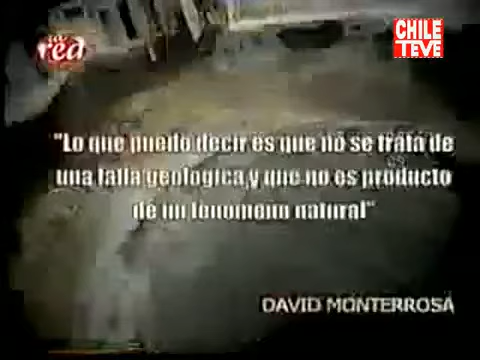 red
CHILE
TEVE
"Lo que puedo decir es que no se trata de
una falla geologica y que no es producto
de un fenomeno natural"
DAVID MONTERROSA